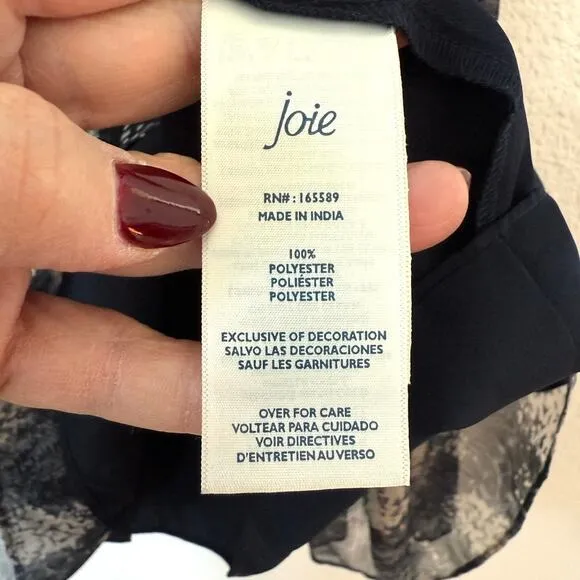 joie
RN#: 165589
MADE IN INDIA
100%
POLYESTER
POLIÉSTER
POLYESTER
EXCLUSIVE OF DECORATION
SALVO LAS DECORACIONES
SAUF LES GARNITURES
OVER FOR CARE
VOLTEAR PARA CUIDADO
VOIR DIRECTIVES
D'ENTRETIEN AU VERSO